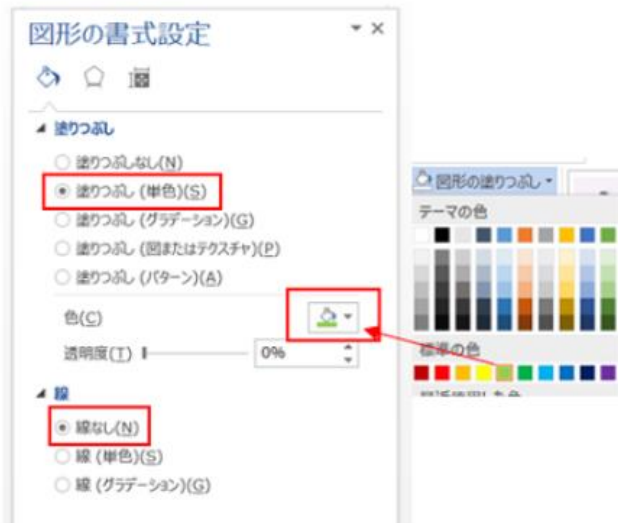 図形の書式設定
塗りつぶし
塗りつぶしなし(N)
塗りつぶし (単色)(S)
塗りつぶし (グラデーション)(G)
塗りつぶし (図またはテクスチャ)(P)
塗りつぶし (パターン)(A)
色(C)
透明度(T)
0%
線
線なし(N)
線 (単色)(S)
線 (グラデーション)(G)
図形の塗りつぶし
テーマの色
標準の色